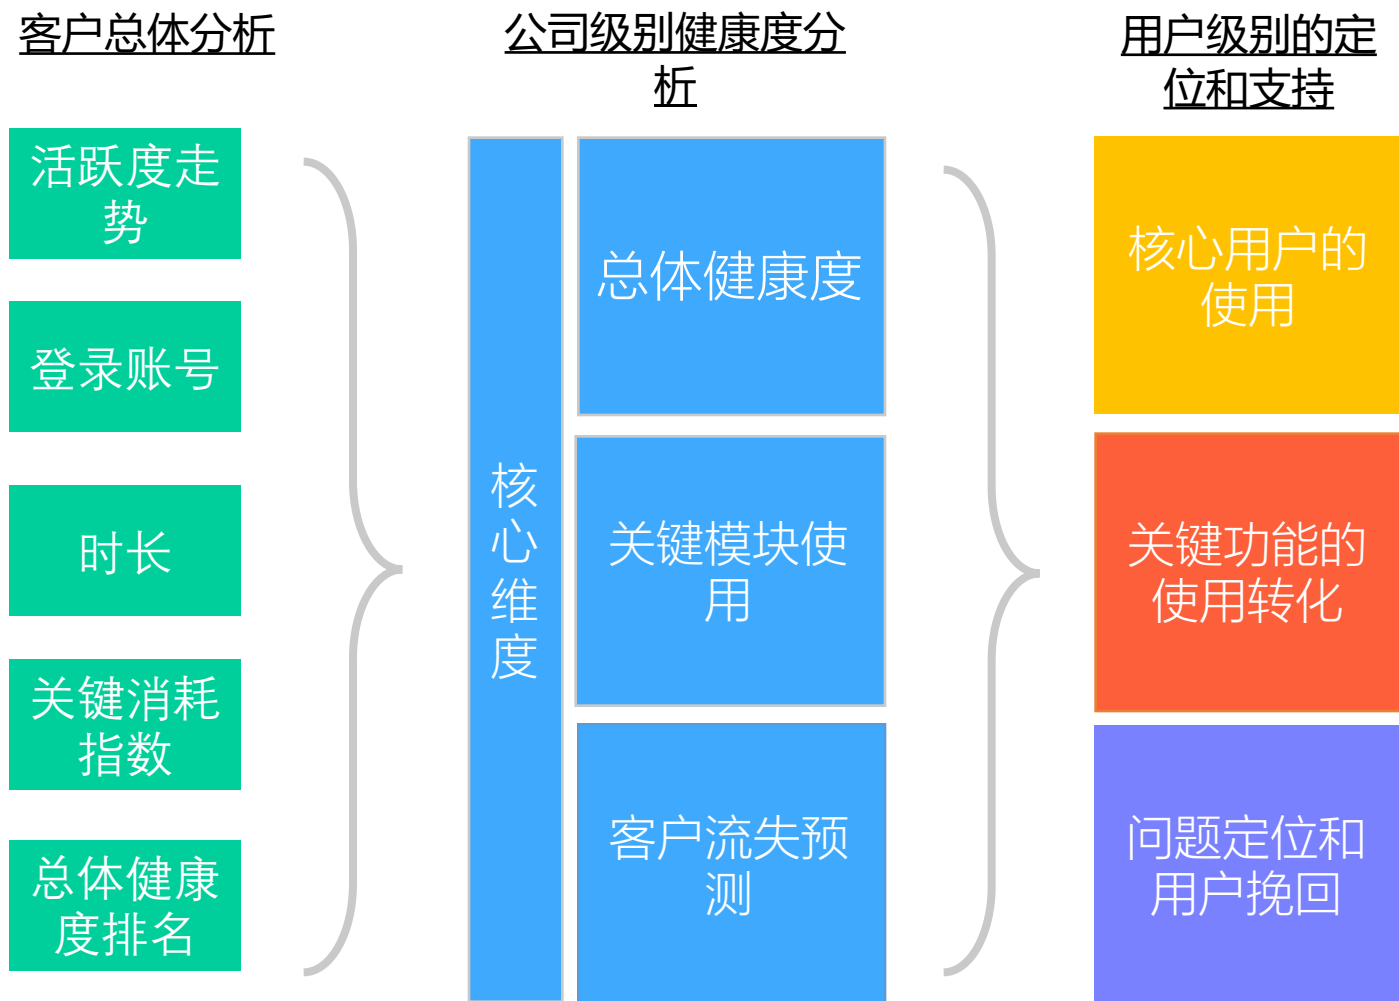 客户总体分析
活跃度走
势
登录账号
时长
关键消耗
指数
总体健康
度排名
公司级别健康度分
析
核
心
维
度
总体健康度
关键模块使
用
客户流失预
测
用户级别的定
位和支持
核心用户的
使用
关键功能的
使用转化
问题定位和
用户挽回